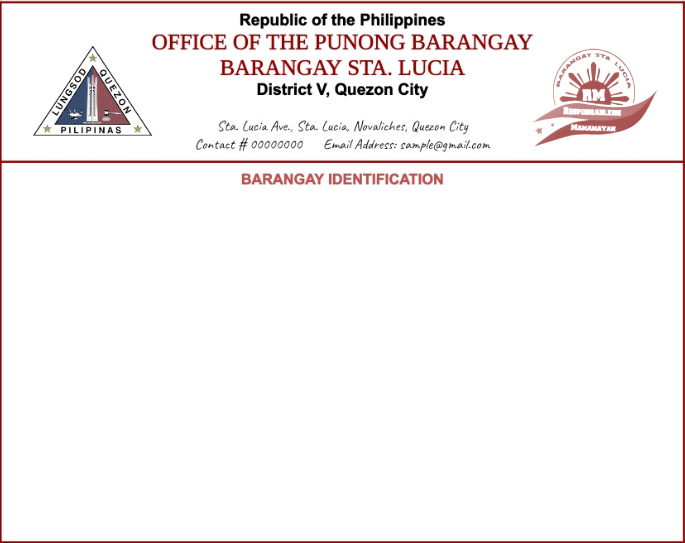 Republic of the Philippines
OFFICE OF THE PUNONG BARANGAY
BARANGAY STA. LUCIA
District V, Quezon City
Sta. Lucia Ave., Sta. Lucia, Novaliches, Quezon City
Contact # 00000000 Email Address: sample@gmail.com
LUNGSOD QUEZON
PILIPINAS
BARANGAY STA LUCIA
RM
MAMAMAYAN
BARANGAY IDENTIFICATION